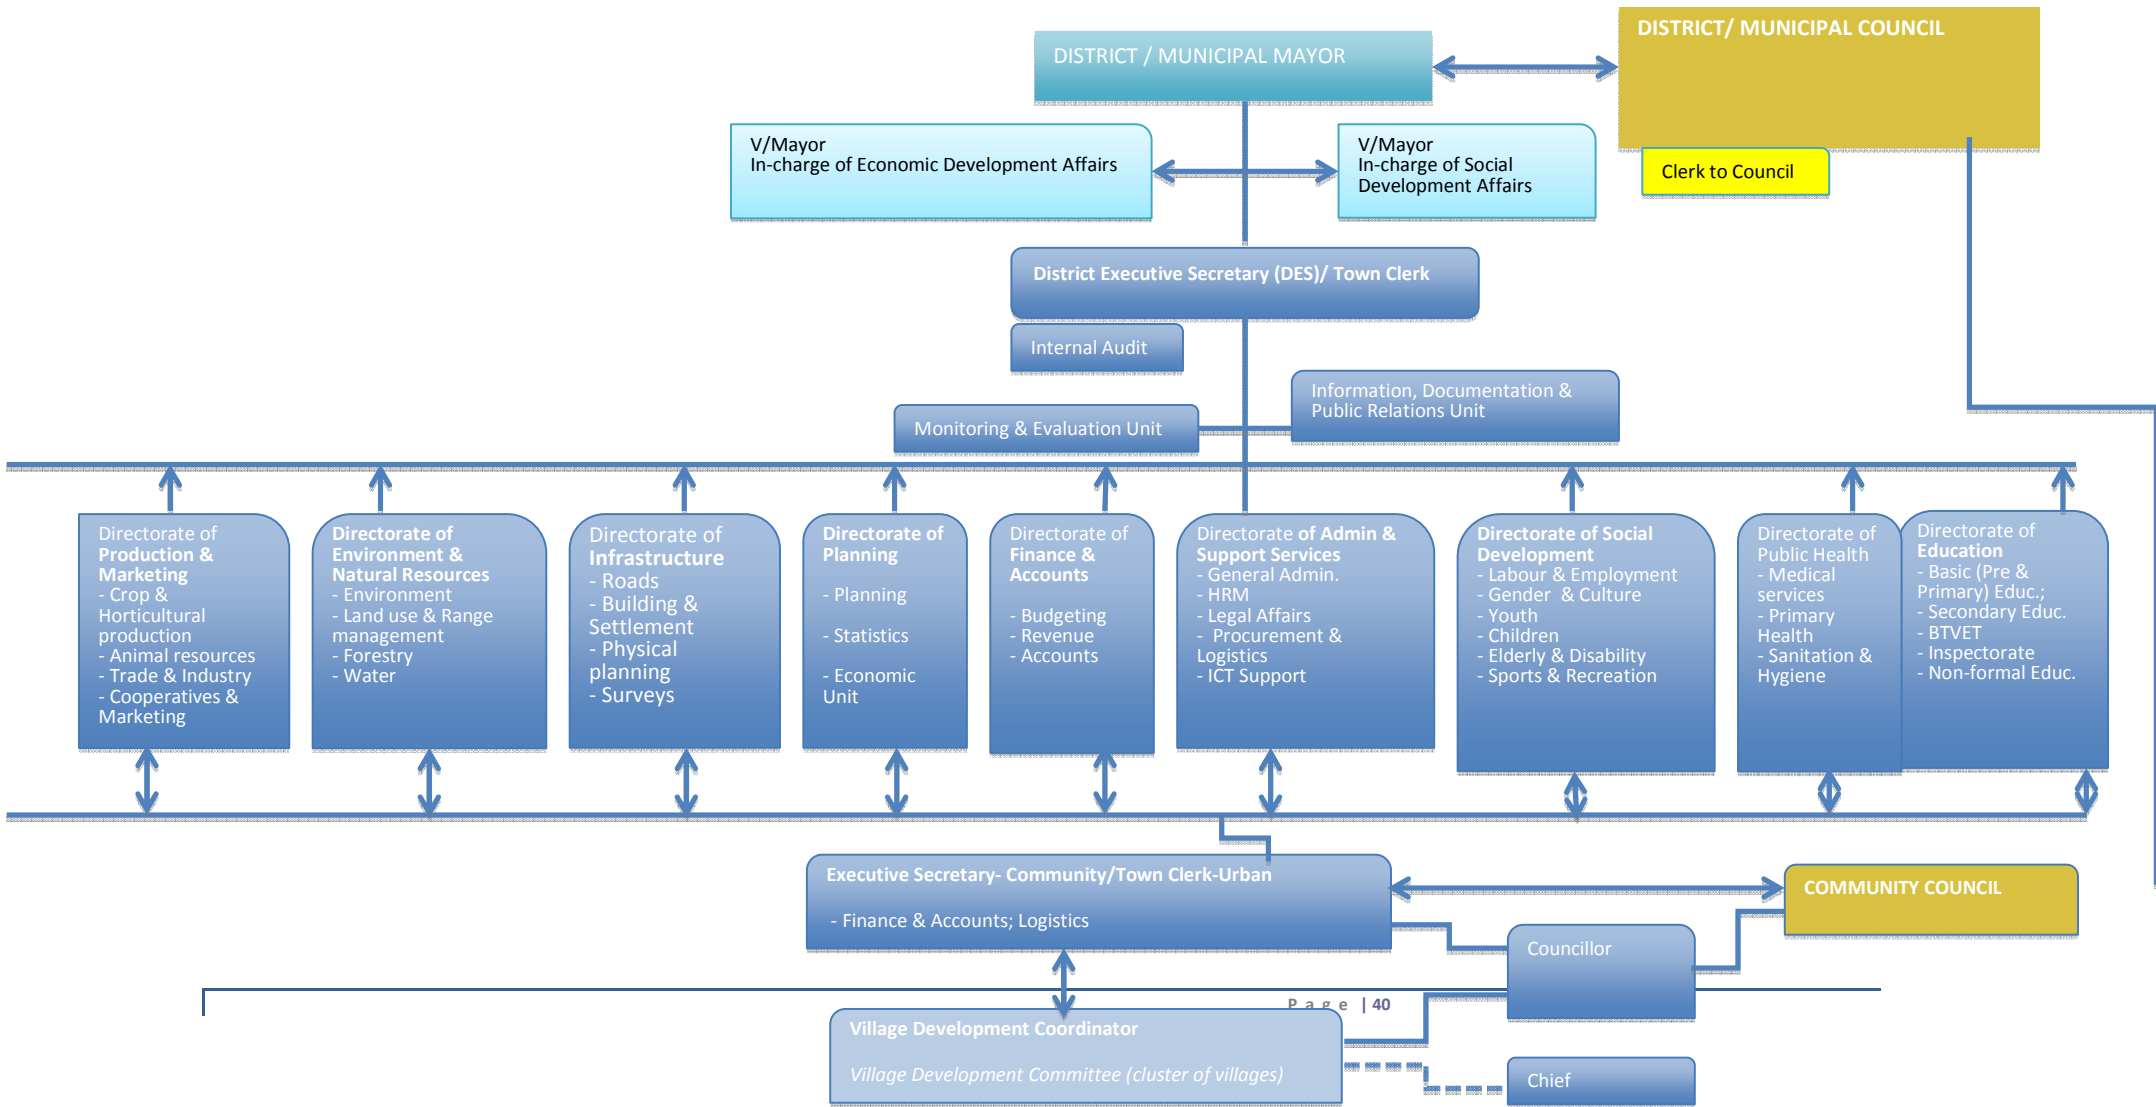 DISTRICT / MUNICIPAL MAYOR
DISTRICT/ MUNICIPAL COUNCIL
V/Mayor
In-charge of Economic Development Affairs
V/Mayor
In-charge of Social
Development Affairs
Clerk to Council
District Executive Secretary (DES)/ Town Clerk
Internal Audit
Information, Documentation &
Public Relations Unit
Monitoring & Evaluation Unit
Directorate of
Production &
Marketing
- Crop &
Horticultural
production
- Animal resources
- Trade & Industry
- Cooperatives &
Marketing
Directorate of
Environment &
Natural Resources
- Environment
- Land use & Range
management
- Forestry
- Water
Directorate of
Infrastructure
- Roads
- Building &
Settlement
- Physical
planning
- Surveys
Directorate of
Planning
- Planning
- Statistics
- Economic
Unit
Directorate of
Finance &
Accounts
- Budgeting
- Revenue
- Accounts
Directorate of Admin &
Support Services
- General Admin.
- HRM
- Legal Affairs
- Procurement &
Logistics
- ICT Support
Directorate of Social
Development
- Labour & Employment
- Gender & Culture
- Youth
- Children
- Elderly & Disability
- Sports & Recreation
Directorate of
Public Health
- Medical
services
- Primary
Health
- Sanitation &
Hygiene
Directorate of
Education
- Basic (Pre &
Primary) Educ.;
- Secondary Educ.
- BTVET
- Inspectorate
- Non-formal Educ.
Executive Secretary- Community/Town Clerk-Urban
- Finance & Accounts; Logistics
COMMUNITY COUNCIL
Councillor
Page | 40
Village Development Coordinator
Village Development Committee (cluster of villages)
Chief